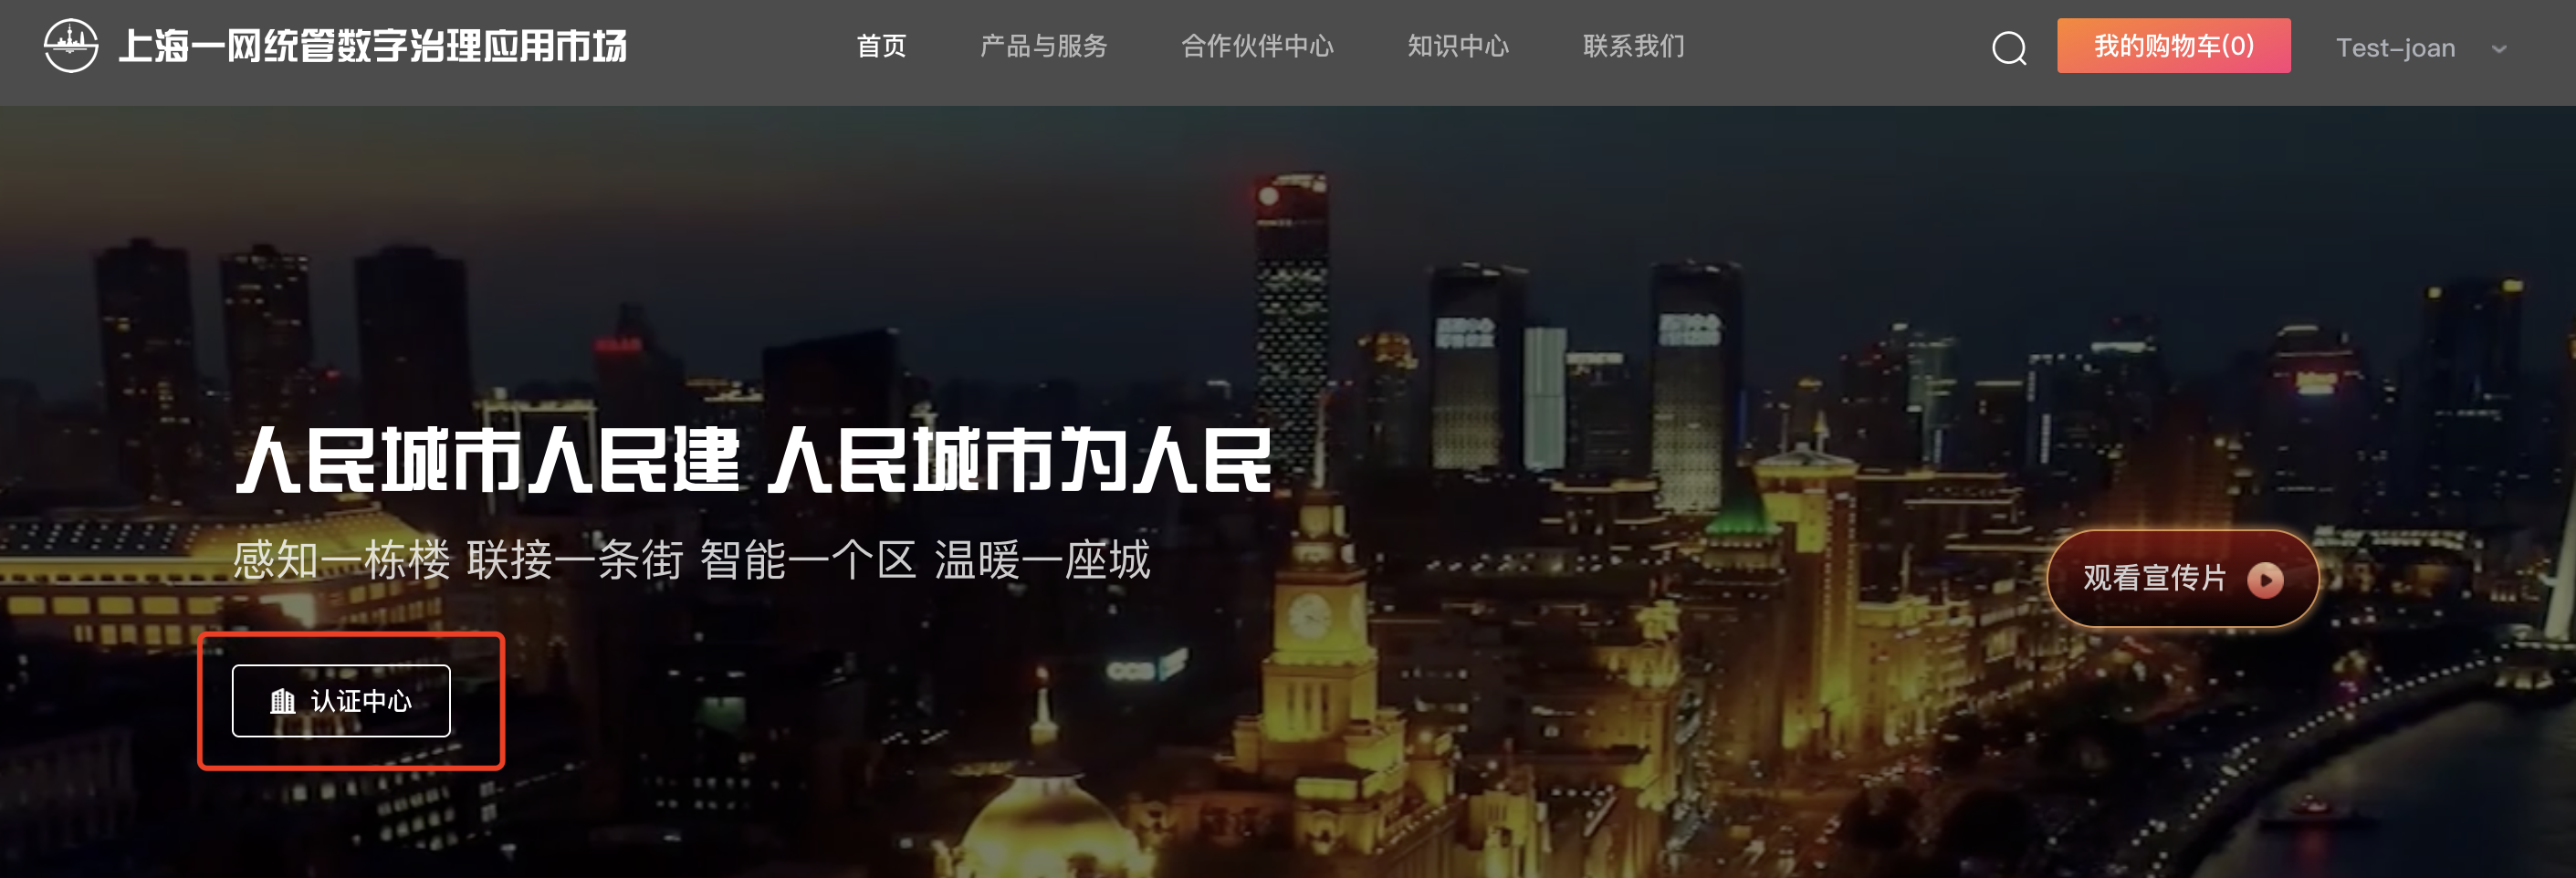 上海一网统管数字治理应用市场
首页 产品与服务 合作伙伴中心 知识中心 联系我们
我的购物车(0) Test-joan
人民城市人民建 人民城市为人民
感知一栋楼 联接一条街 智能一个区 温暖一座城
观看宣传片
认证中心
CCB